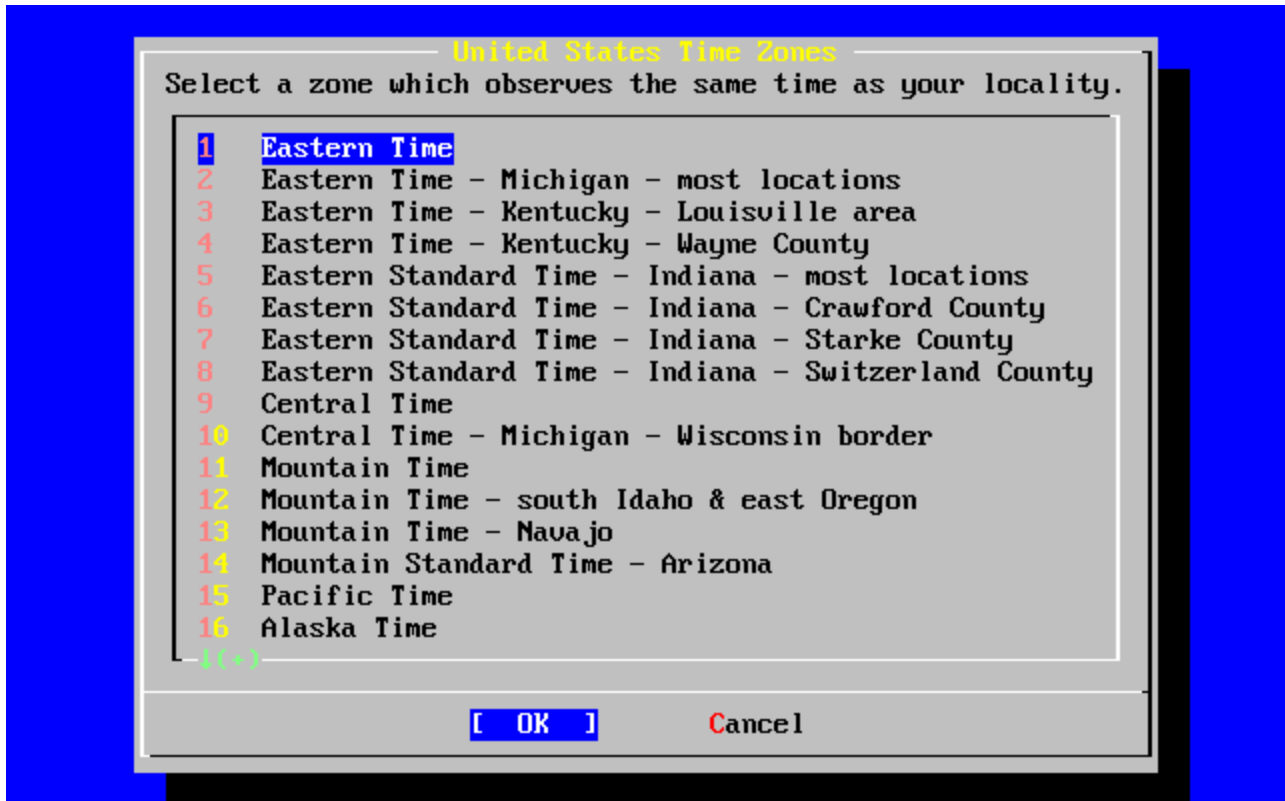 United States Time Zones
Select a zone which observes the same time as your locality.
1 Eastern Time
2 Eastern Time - Michigan - most locations
3 Eastern Time - Kentucky - Louisville area
4 Eastern Time - Kentucky - Wayne County
5 Eastern Standard Time - Indiana - most locations
6 Eastern Standard Time - Indiana - Crawford County
7 Eastern Standard Time - Indiana - Starke County
8 Eastern Standard Time - Indiana - Switzerland County
9 Central Time
10 Central Time - Michigan - Wisconsin border
11 Mountain Time
12 Mountain Time - south Idaho & east Oregon
13 Mountain Time - Navajo
14 Mountain Standard Time - Arizona
15 Pacific Time
16 Alaska Time
↓(+)
[ OK ] Cancel